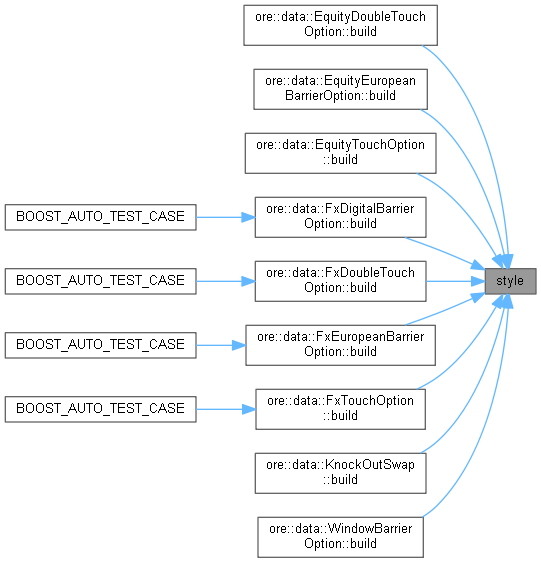 ore::data::EquityDoubleTouch
Option::build
ore::data::EquityEuropean
BarrierOption::build
ore::data::EquityTouchOption
::build
BOOST_AUTO_TEST_CASE
ore::data::FxDigitalBarrier
Option::build
BOOST_AUTO_TEST_CASE
ore::data::FxDoubleTouch
Option::build
style
BOOST_AUTO_TEST_CASE
ore::data::FxEuropeanBarrier
Option::build
BOOST_AUTO_TEST_CASE
ore::data::FxTouchOption
::build
ore::data::KnockOutSwap
::build
ore::data::WindowBarrier
Option::build